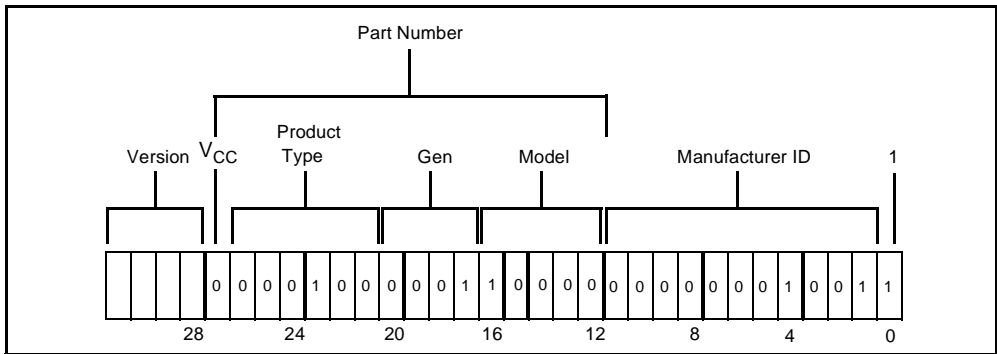 Part Number
Version VCC Product Type Gen Model Manufacturer ID 1
0 0 0 0 1 0 0 0 0 0 1 1 0 0 0 0 0 0 0 0 0 0 0 1 0 0 1 1
28 24 20 16 12 8 4 0